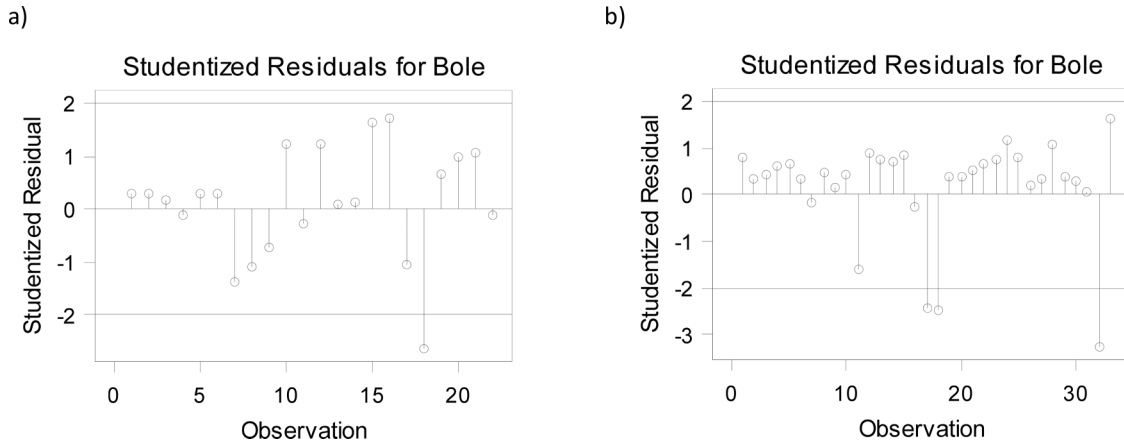 a)
Studentized Residuals for Bole
Studentized Residual
2
1
0
-1
-2
0 5 10 15 20
Observation
b)
Studentized Residuals for Bole
Studentized Residual
2
1
0
-1
-2
-3
0 10 20 30
Observation